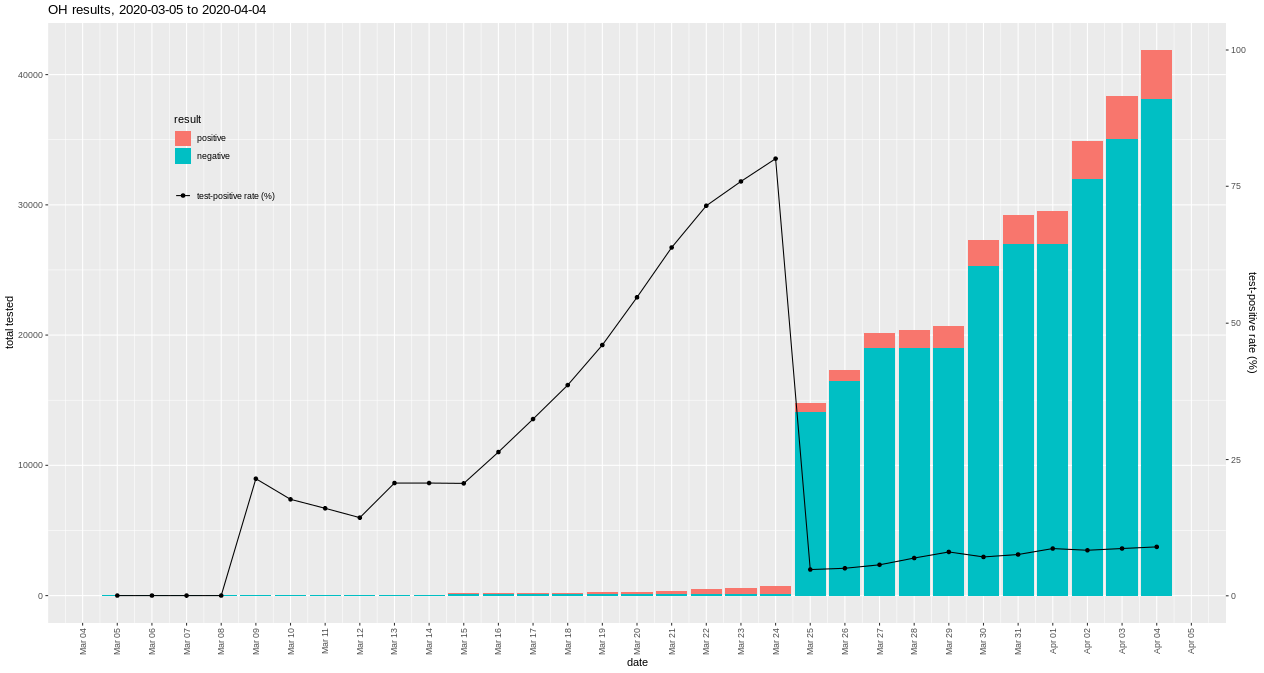 OH results, 2020-03-05 to 2020-04-04
result
positive
negative
test-positive rate (%)
total tested
40000
30000
20000
10000
0
100
75
50
25
0
test-positive rate (%)
Mar 04
Mar 05
Mar 06
Mar 07
Mar 08
Mar 09
Mar 10
Mar 11
Mar 12
Mar 13
Mar 14
Mar 15
Mar 16
Mar 17
Mar 18
Mar 19
Mar 20
Mar 21
Mar 22
Mar 23
Mar 24
Mar 25
Mar 26
Mar 27
Mar 28
Mar 29
Mar 30
Mar 31
Apr 01
Apr 02
Apr 03
Apr 04
Apr 05
date